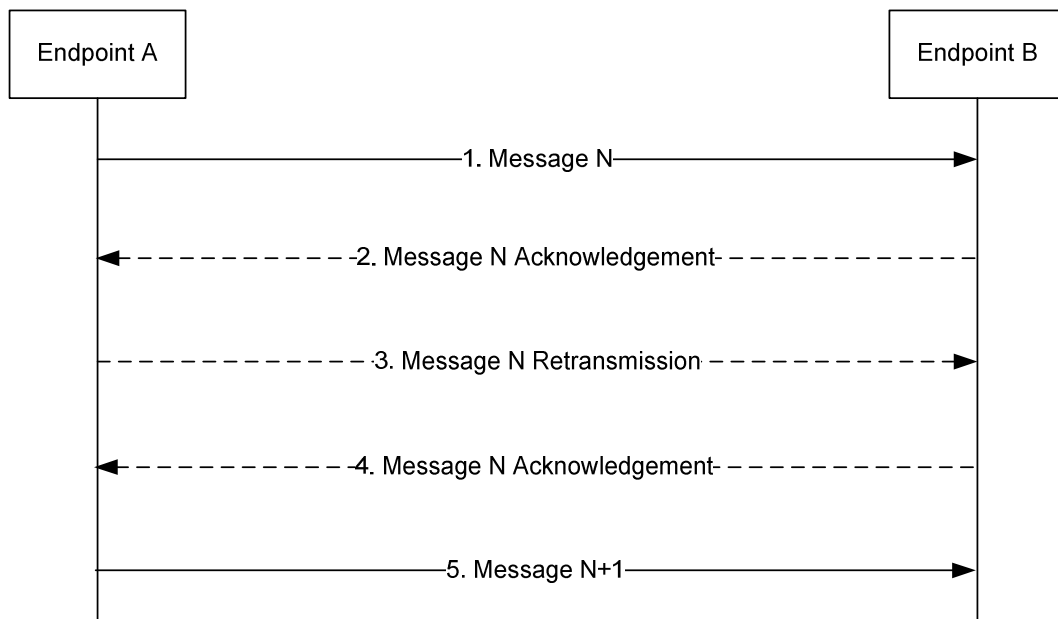 Endpoint A
Endpoint B
1. Message N
2. Message N Acknowledgement
3. Message N Retransmission
4. Message N Acknowledgement
5. Message N+1